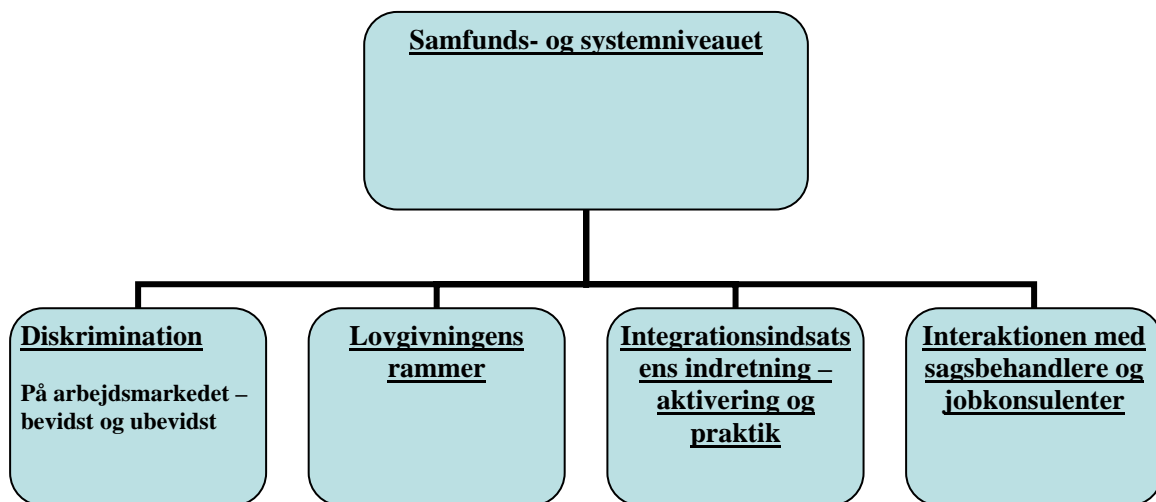 Samfunds- og systemniveauet
Diskrimination
På arbejdsmarkedet –
bevidst og ubevidst
Lovgivningens
rammer
Integrationsindsats
ens indretning –
aktivering og
praktik
Interaktionen med
sagsbehandlere og
jobkonsulenter